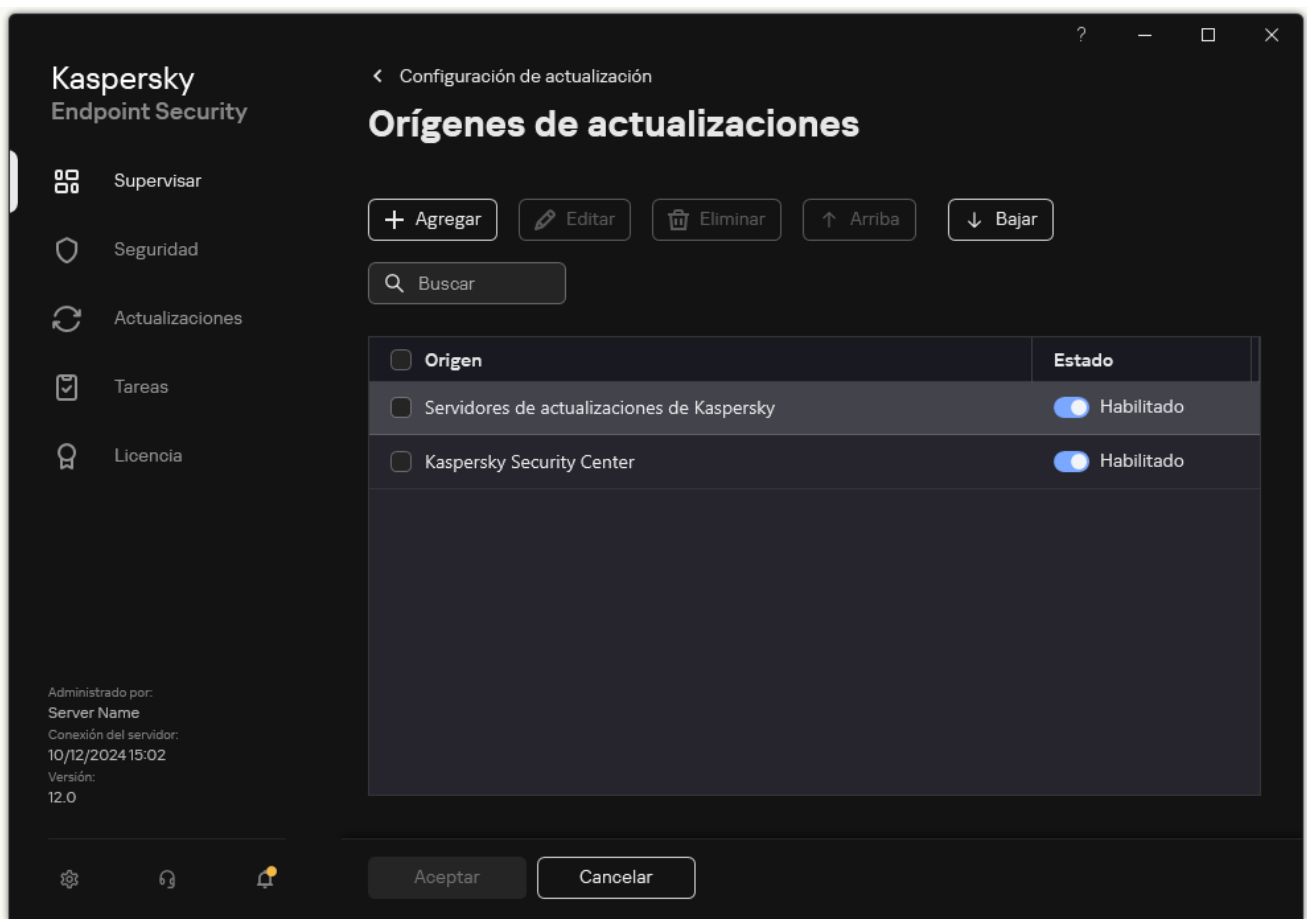 ?
Kaspersky
Endpoint Security
Configuración de actualización
Orígenes de actualizaciones
Supervisar
Seguridad
Actualizaciones
Tareas
Licencia
Agregar Editar Eliminar Arriba Bajar
Buscar
Origen Estado
Servidores de actualizaciones de Kaspersky Habilitado
Kaspersky Security Center Habilitado
Administrado por:
Server Name
Conexión del servidor:
10/12/2024 15:02
Versión:
12.0
Aceptar Cancelar